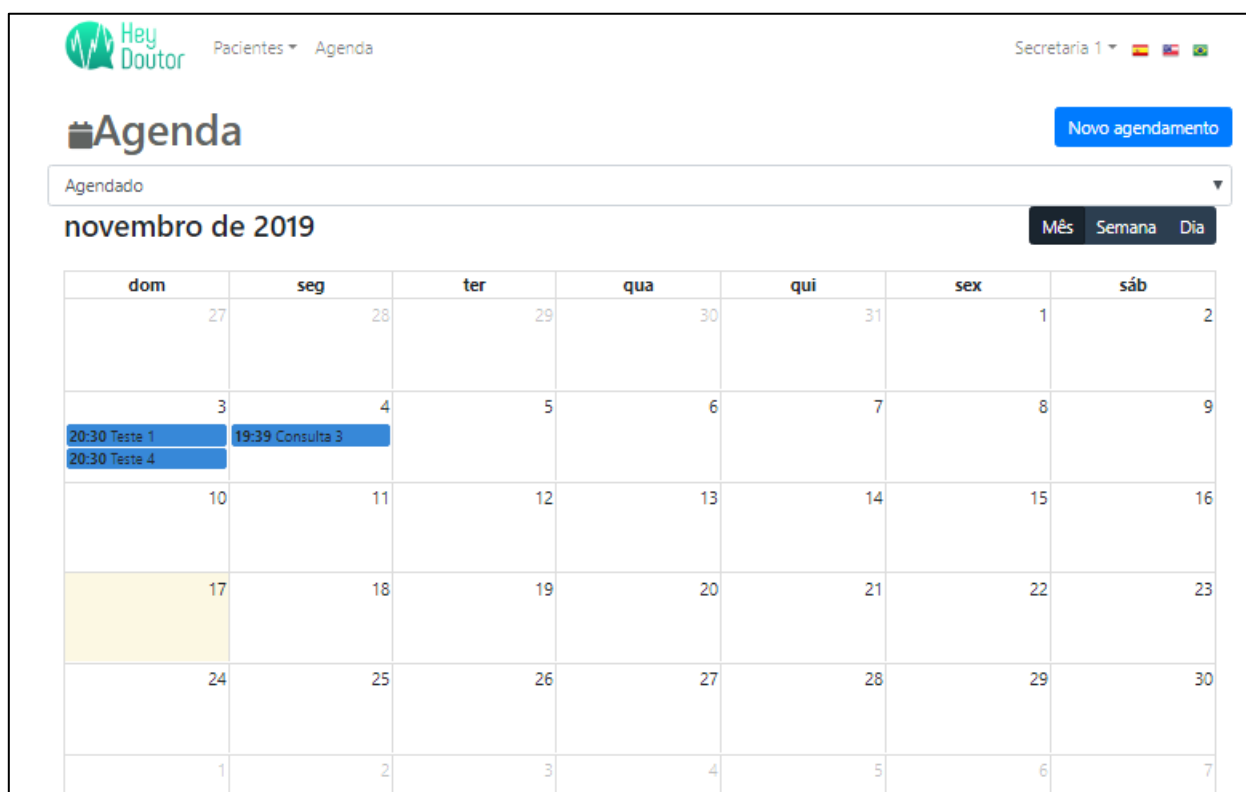 Hey
Doutor
Pacientes Agenda
Secretaria 1
Agenda
Novo agendamento
Agendado
novembro de 2019
Mês Semana Dia
dom seg ter qua qui sex sáb
27 28 29 30 31 1 2
3 4 5 6 7 8 9
20:30 Teste 1 19:39 Consulta 3
20:30 Teste 4
10 11 12 13 14 15 16
17 18 19 20 21 22 23
24 25 26 27 28 29 30
1 2 3 4 5 6 7